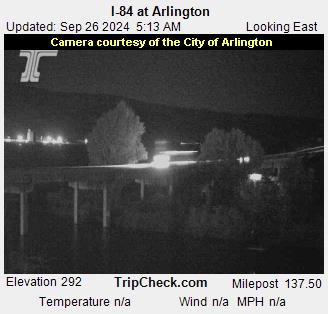 I-84 at Arlington
Updated: Sep 26 2024 5:13 AM Looking East
Camera courtesy of the City of Arlington
Elevation 292 TripCheck.com Milepost 137.50
Temperature n/a Wind n/a MPH n/a